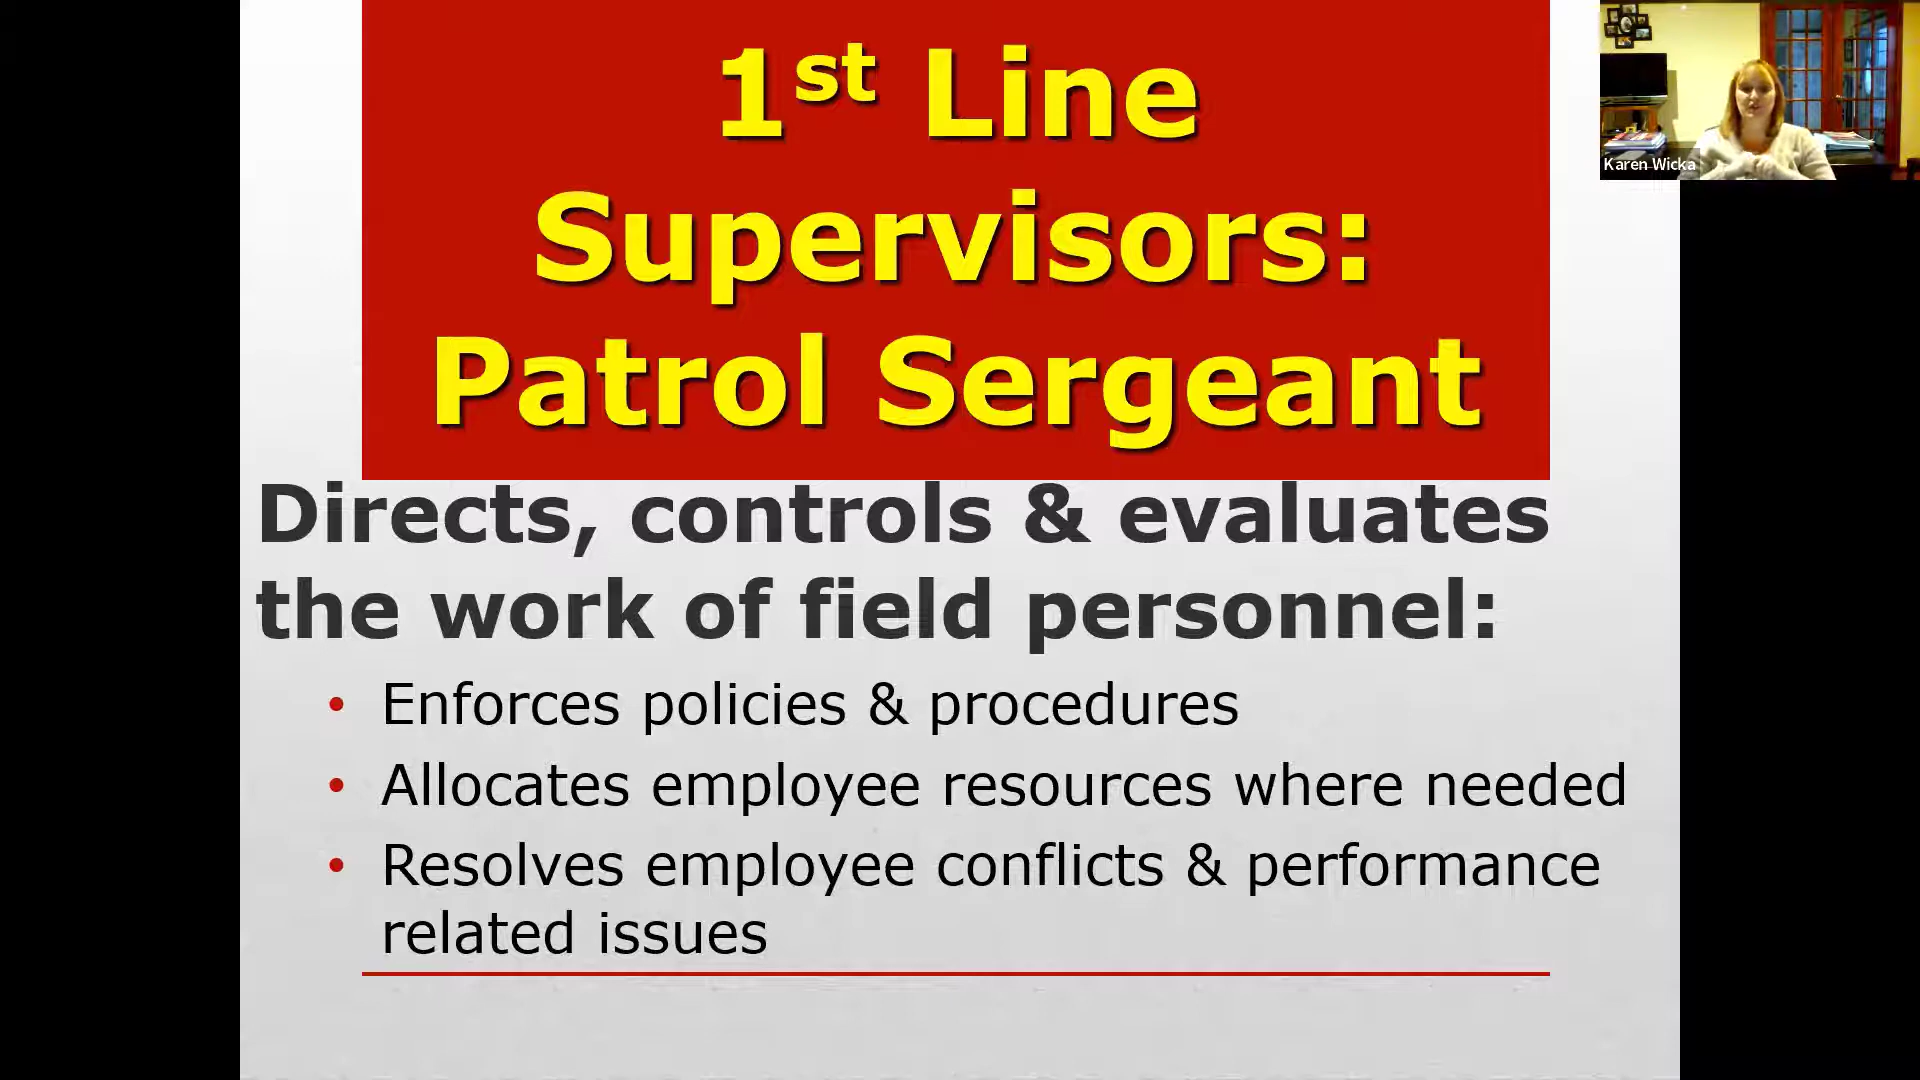 1st Line
Supervisors:
Patrol Sergeant
Karen Wicka
Directs, controls & evaluates
the work of field personnel:
• Enforces policies & procedures
• Allocates employee resources where needed
• Resolves employee conflicts & performance
related issues